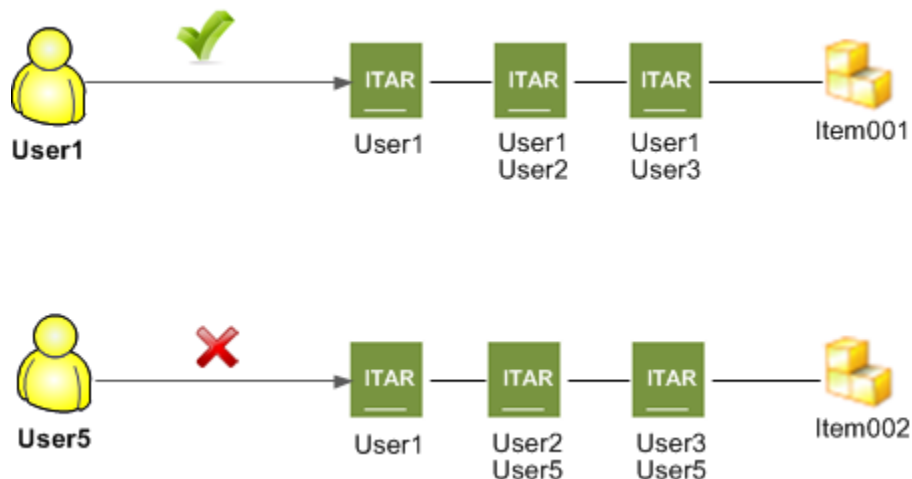 ITAR ITAR ITAR
User1 User1 User1 User1 Item001
User2 User3
ITAR ITAR ITAR
User5 User1 User2 User3 Item002
User5 User5